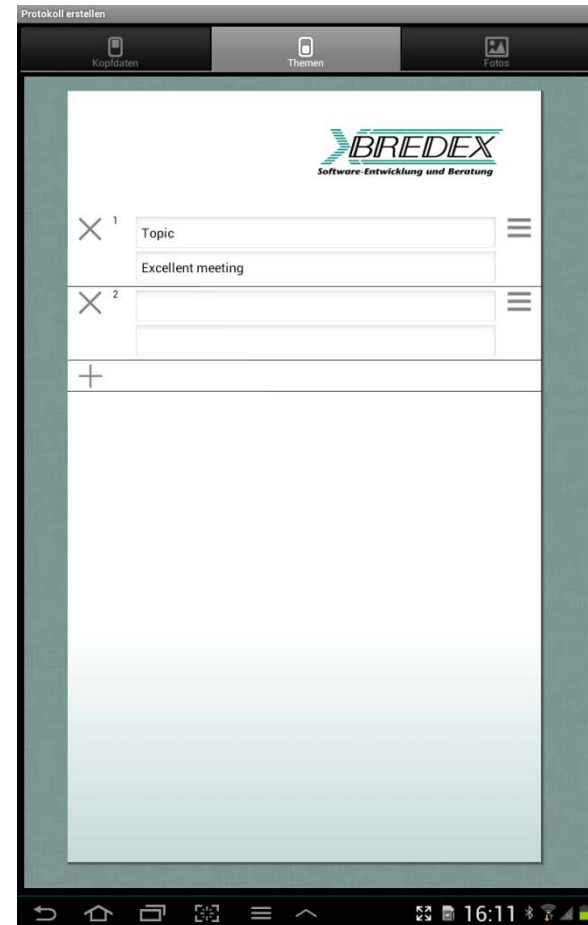 Protokoll erstellen
Kopfdaten
Themen
Fotos
BREDEX
Software-Entwicklung und Beratung
1
Topic
Excellent meeting
2
16:11